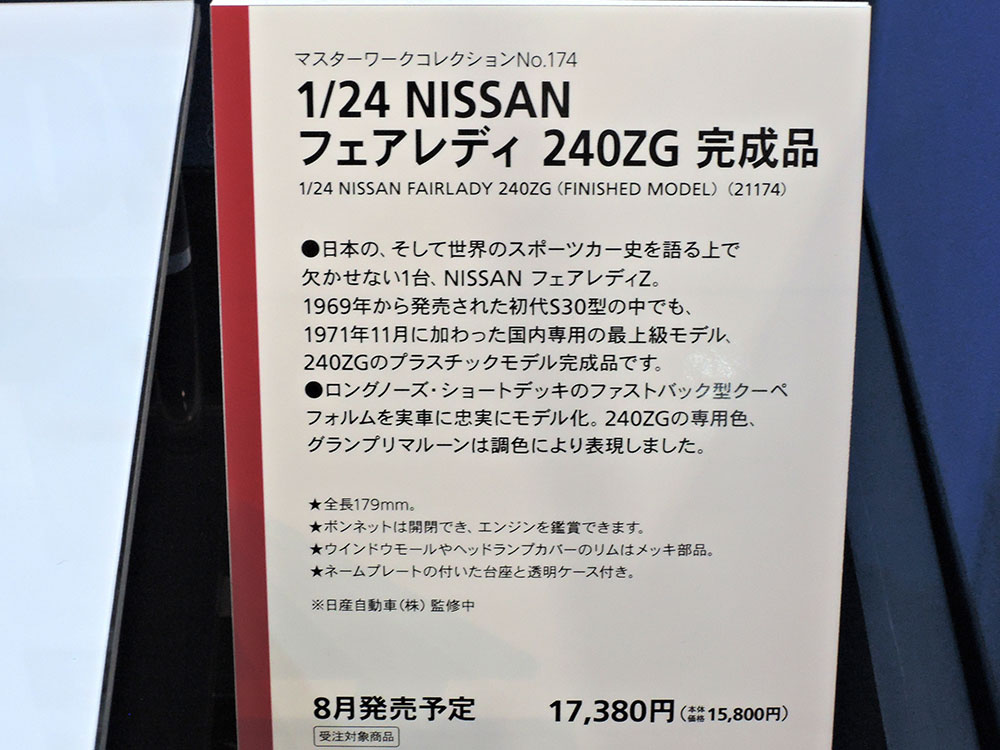 マスターワークコレクションNo.174
1/24 NISSAN
フェアレディ 240ZG 完成品
1/24 NISSAN FAIRLADY 240ZG (FINISHED MODEL) (21174)
●日本の、そして世界のスポーツカー史を語る上で
欠かせない1台、NISSAN フェアレディZ。
1969年から発売された初代S30型の中でも、
1971年11月に加わった国内専用の最上級モデル、
240ZGのプラスチックモデル完成品です。
●ロングノーズ・ショートデッキのファストバック型クーペ
フォルムを実車に忠実にモデル化。240ZGの専用色、
グランプリマルーンは調色により表現しました。
★全長179mm。
★ボンネットは開閉でき、エンジンを鑑賞できます。
★ウインドウモールやヘッドランプカバーのリムはメッキ部品。
★ネームプレートの付いた台座と透明ケース付き。
※日産自動車(株)監修中
8月発売予定 17,380円(本体価格15,800円)
受注対象商品